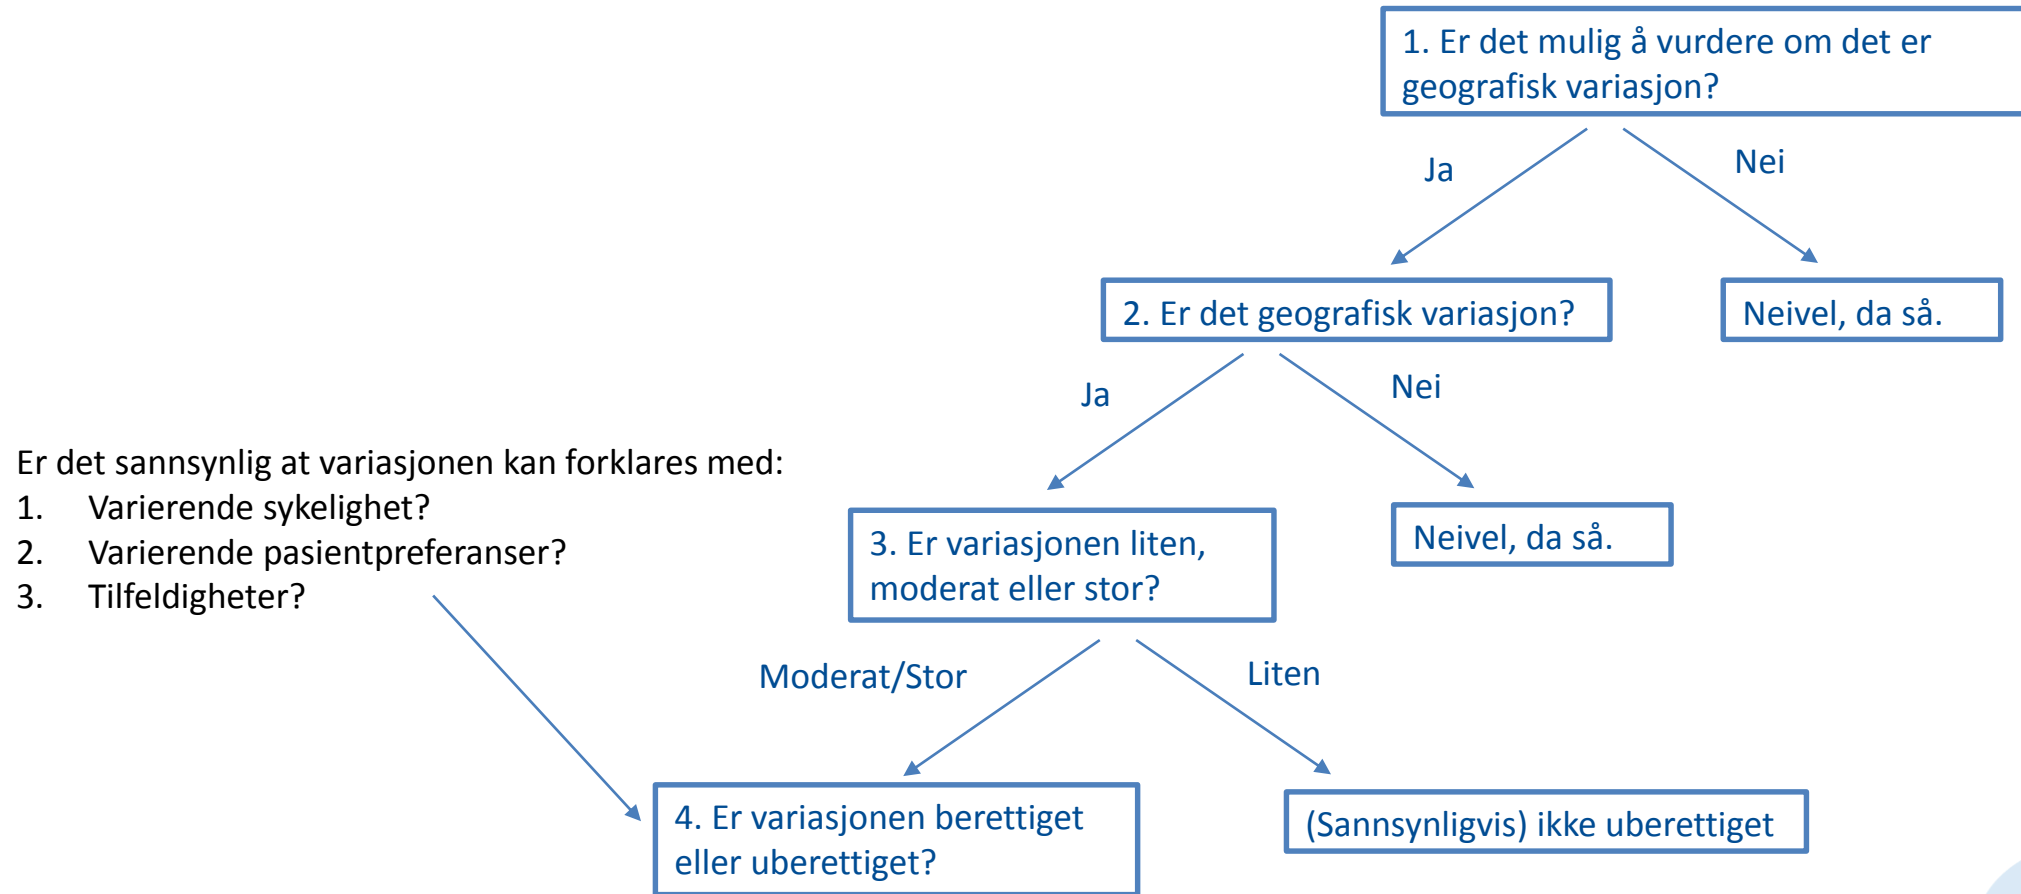 1. Er det mulig å vurdere om det er
geografisk variasjon?
Ja
Nei
2. Er det geografisk variasjon?
Neivel, da så.
Ja
Nei
Er det sannsynlig at variasjonen kan forklares med:
1. Varierende sykelighet?
2. Varierende pasientpreferanser?
3. Tilfeldigheter?
3. Er variasjonen liten,
moderat eller stor?
Neivel, da så.
Moderat/Stor
Liten
4. Er variasjonen berettiget
eller uberettiget?
(Sannsynligvis) ikke uberettiget